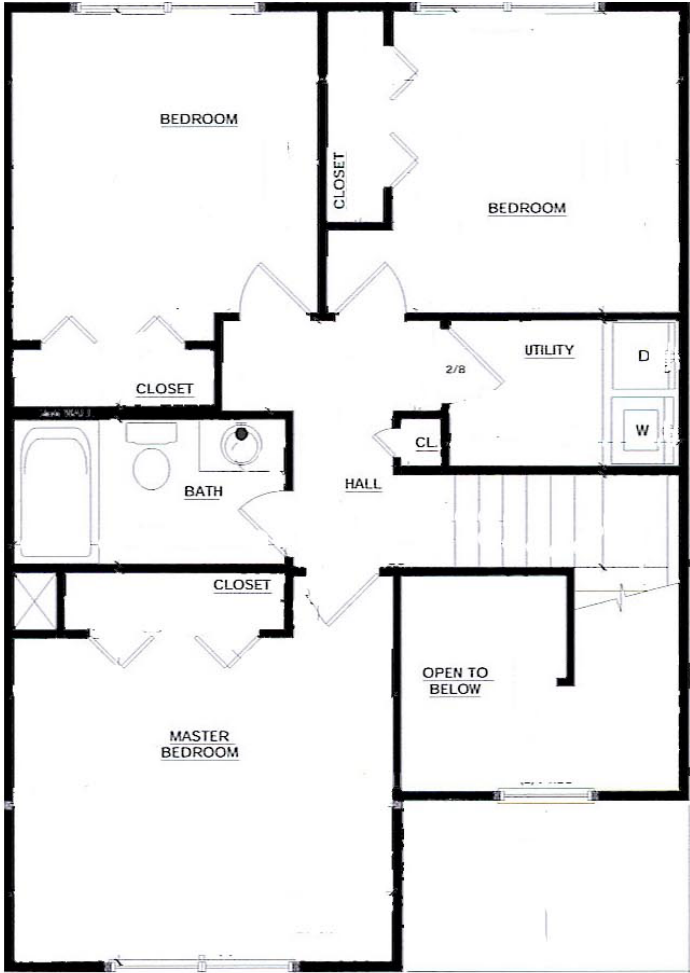 BEDROOM
CLOSET
BEDROOM
UTILITY
D
2/8
CLOSET
W
CL.
HALL
BATH
CLOSET
OPEN TO
BELOW
MASTER
BEDROOM